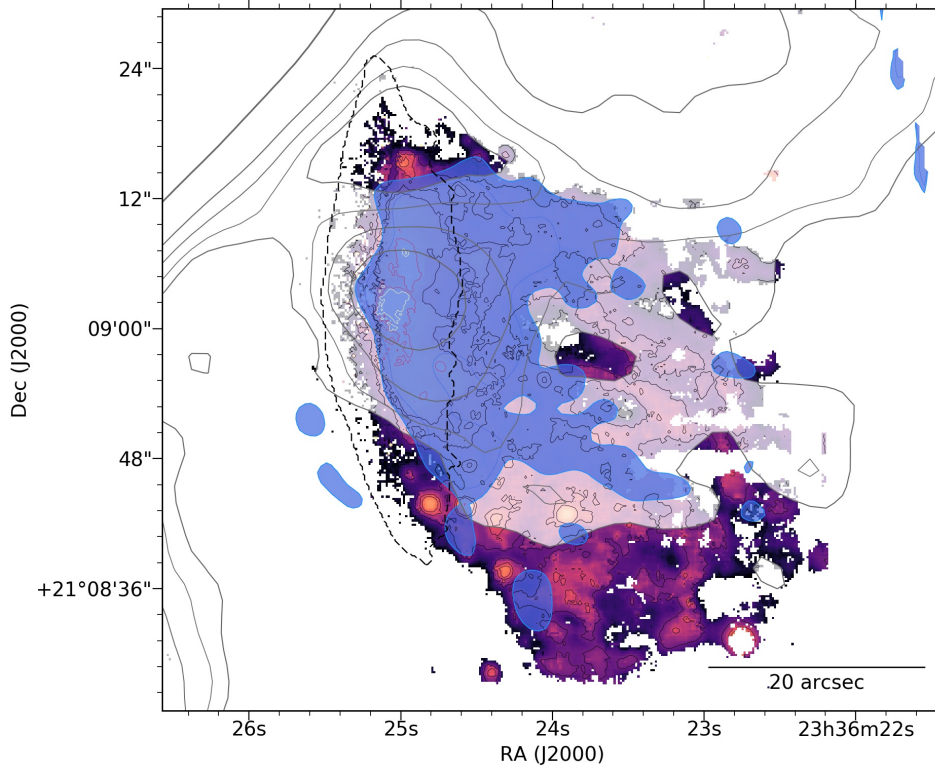 24"
12"
09'00"
48"
+21°08'36"
Dec (J2000)
20 arcsec
26s
25s
24s
23s
23h36m22s
RA (J2000)